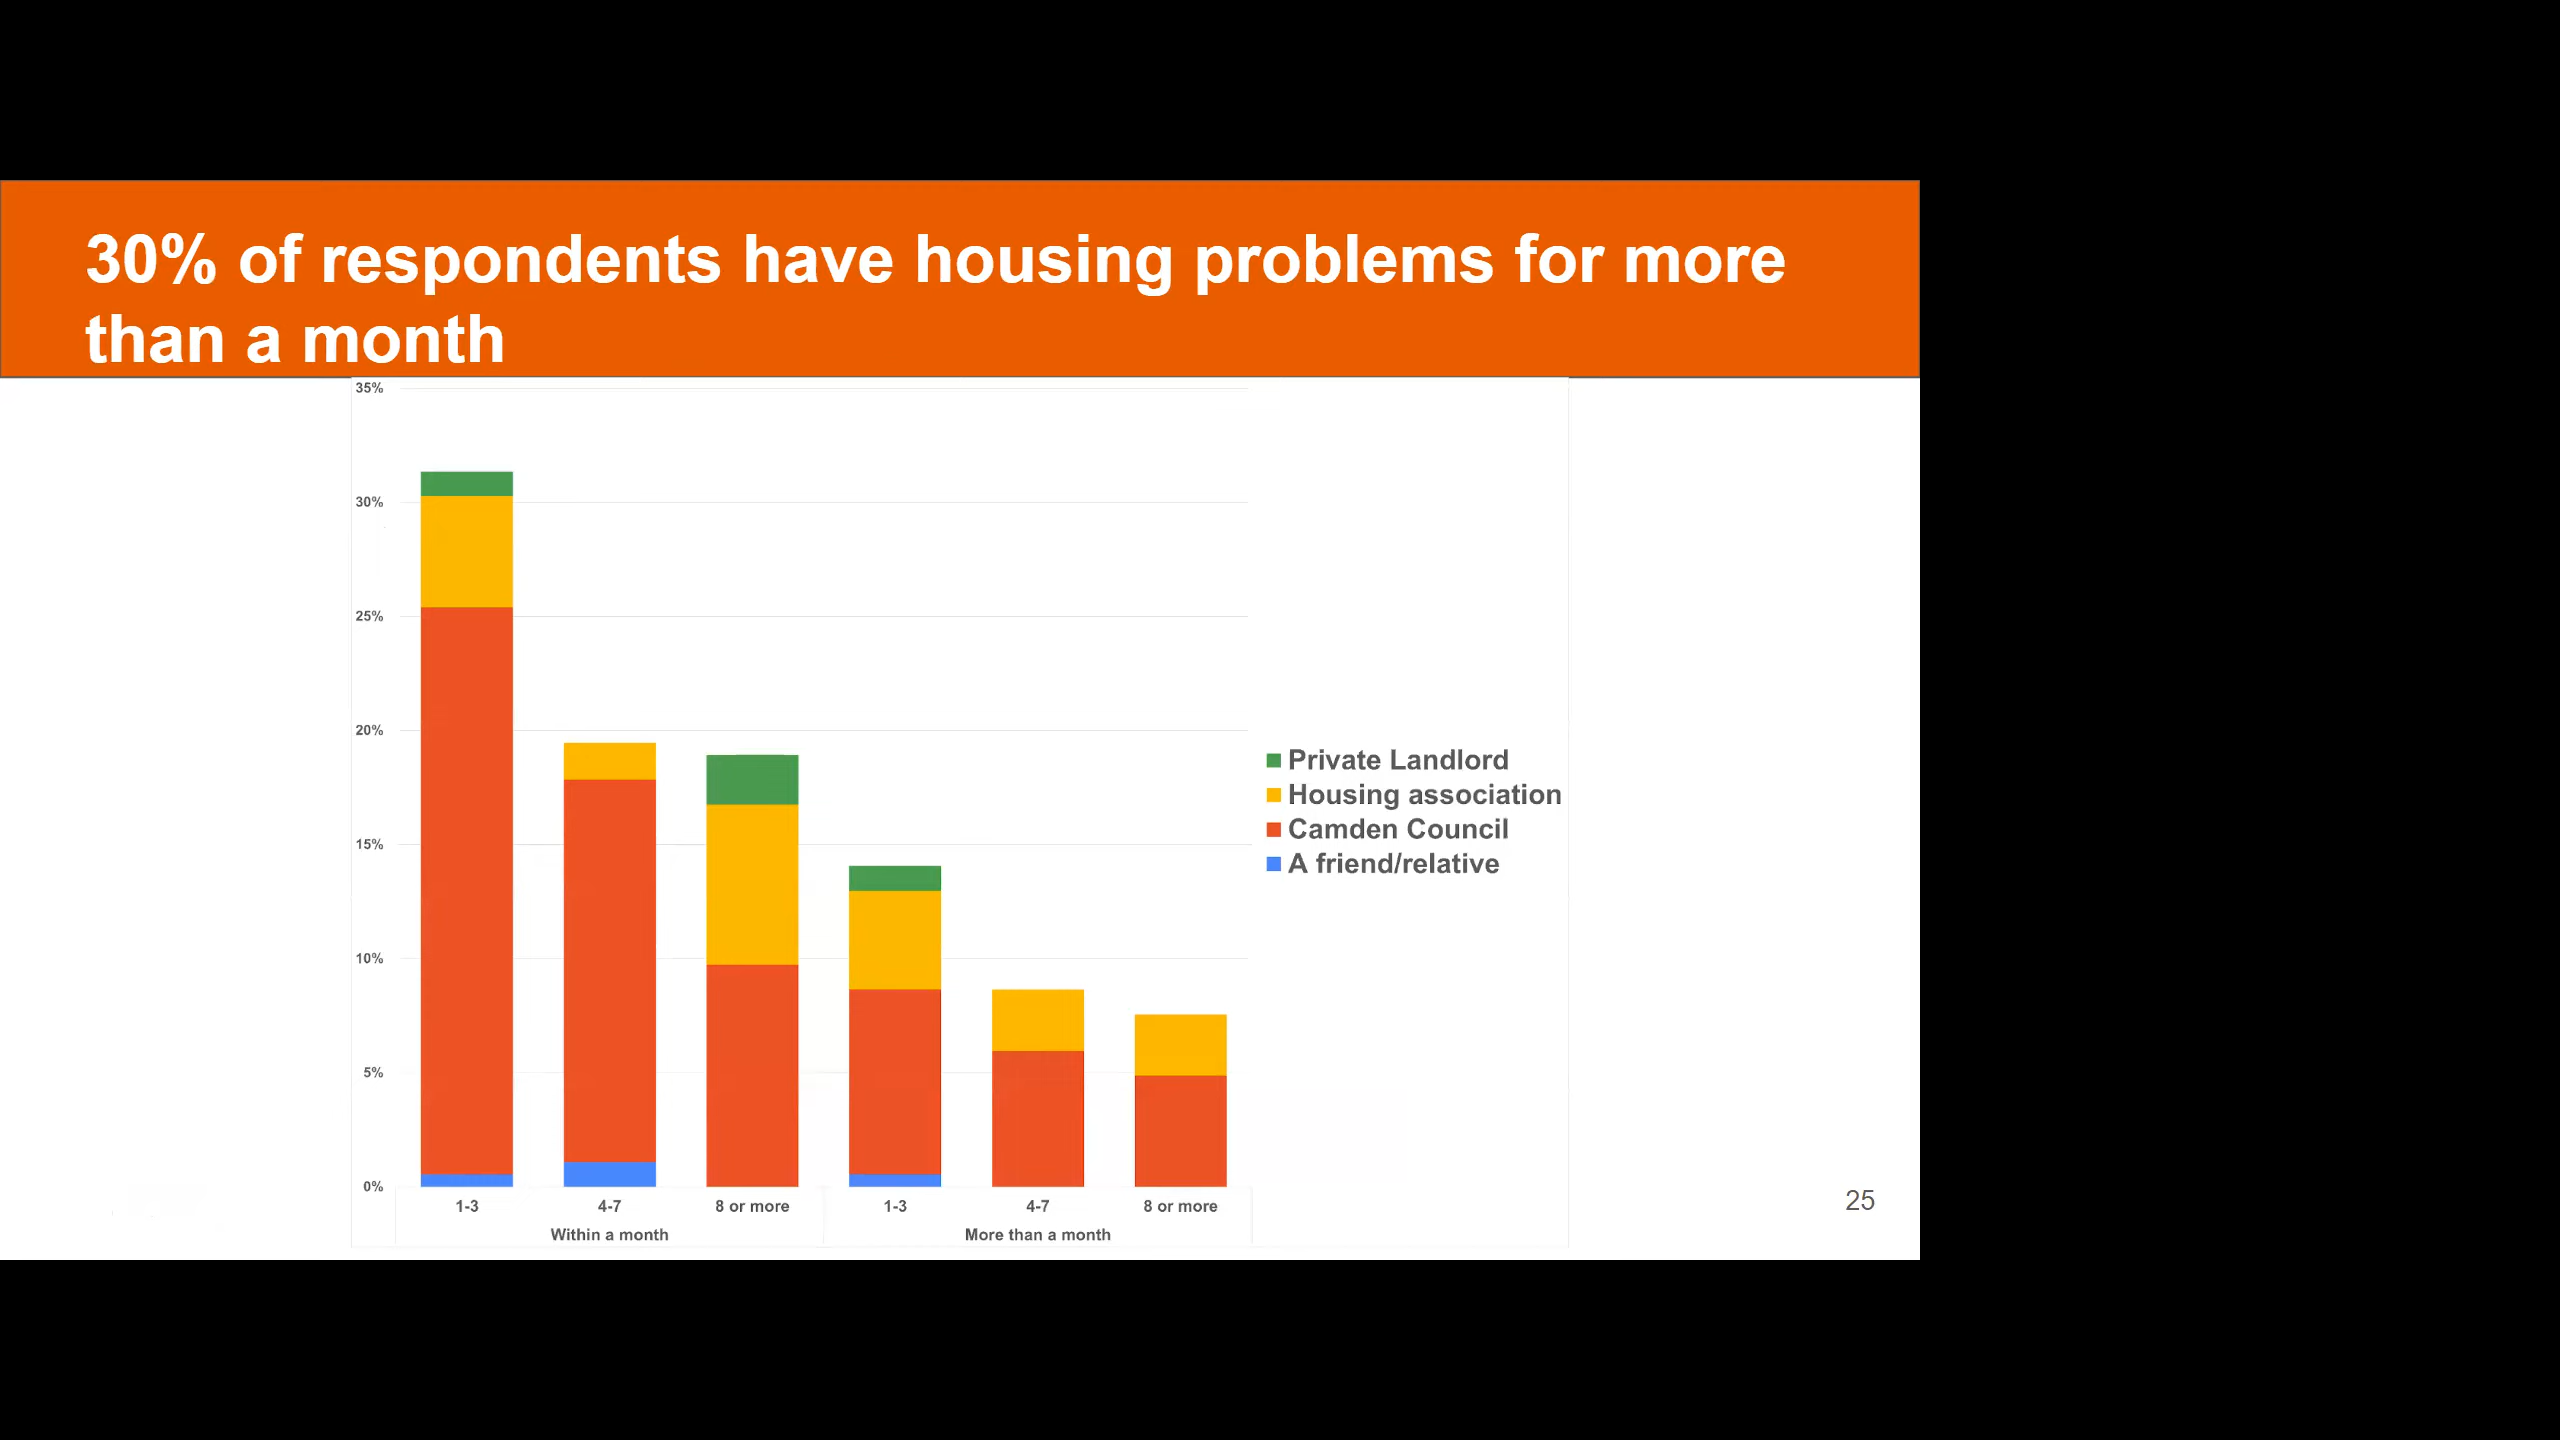 30% of respondents have housing problems for more
than a month
35%
30%
25%
20%
15%
10%
5%
0%
Private Landlord
Housing association
Camden Council
A friend/relative
1-3 4-7 8 or more 1-3 4-7 8 or more
Within a month More than a month
25